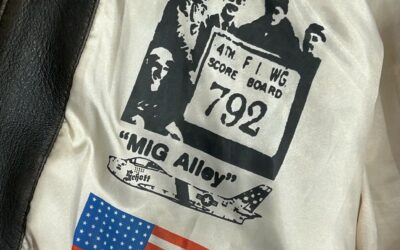 4TH F. I. WG.
SCORE BOARD
792
"MIG Alley"